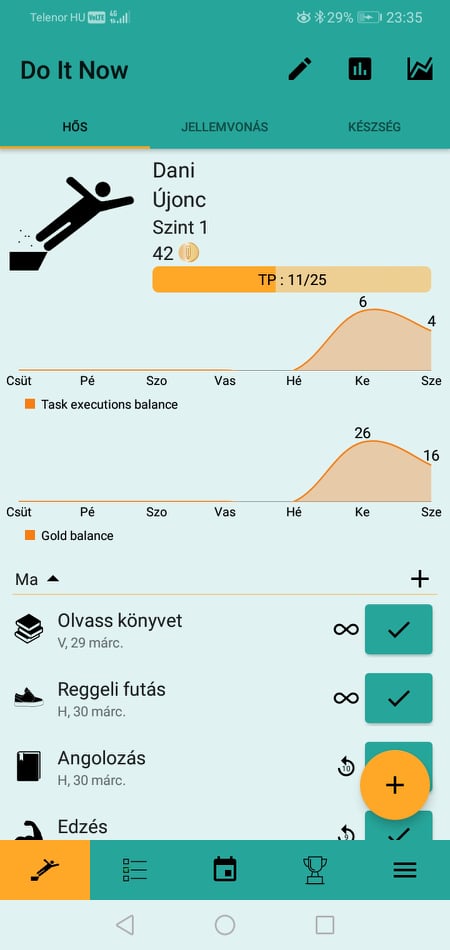 Telenor HU VoLTE 4G 29% 23:35
Do It Now
HŐS JELLEMVONÁS KÉSZSÉG
Dani
Újonc
Szint 1
42
TP : 11/25
6
4
Csüt Pé Szo Vas Hé Ke Sze
Task executions balance
26
16
Csüt Pé Szo Vas Hé Ke Sze
Gold balance
Ma
Olvass könyvet
V, 29 márc.
Reggeli futás
H, 30 márc.
Angolozás
H, 30 márc.
10
Edzés
9